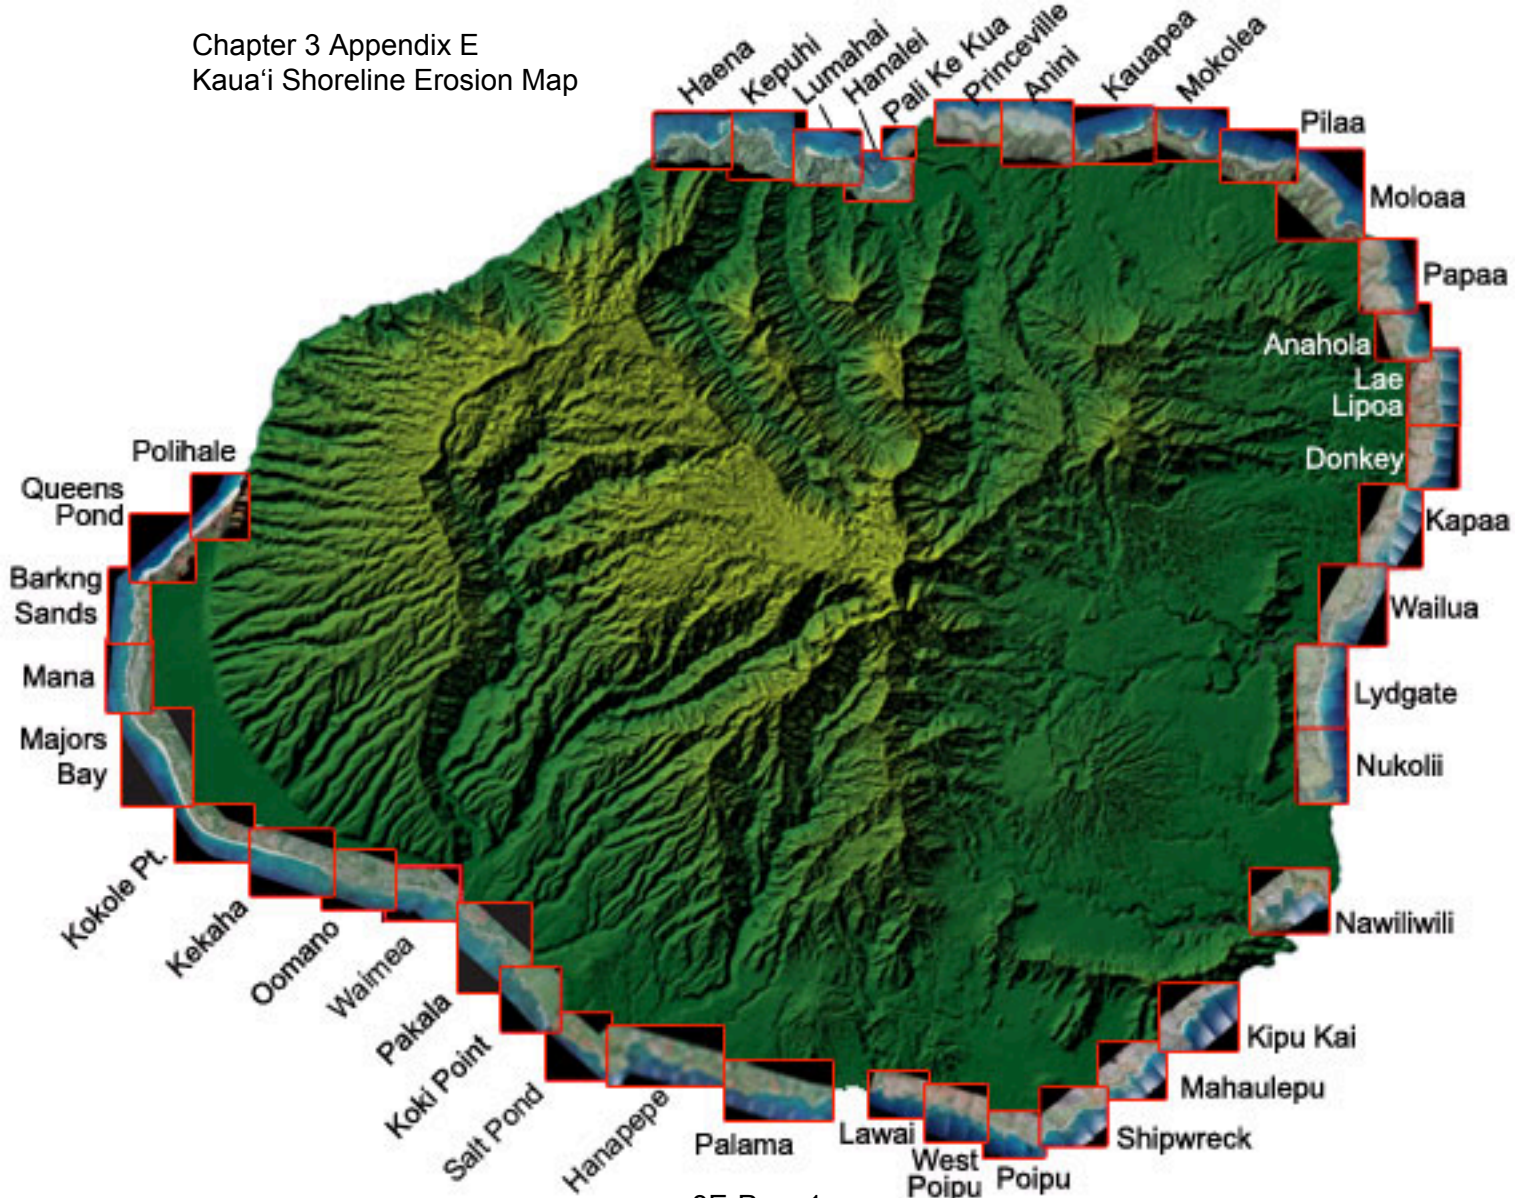 Chapter 3 Appendix E
Kaua‘i Shoreline Erosion Map
Haena
Kepuhi
Lumahai
Hanalei
Pali Ke Kua
Princeville
Anini
Kauapea
Mokolea
Pilaa
Moloaa
Papaa
Anahola
Lae
Lipoa
Donkey
Kapaa
Wailua
Lydgate
Nukolii
Nawiliwili
Kipu Kai
Mahaulepu
Shipwreck
Poipu
West
Poipu
Lawai
Palama
Hanapepe
Salt Pond
Koki Point
Pakala
Waimea
Oomano
Kekaha
Kokole Pt.
Majors
Bay
Mana
Barkng
Sands
Queens
Pond
Polihale